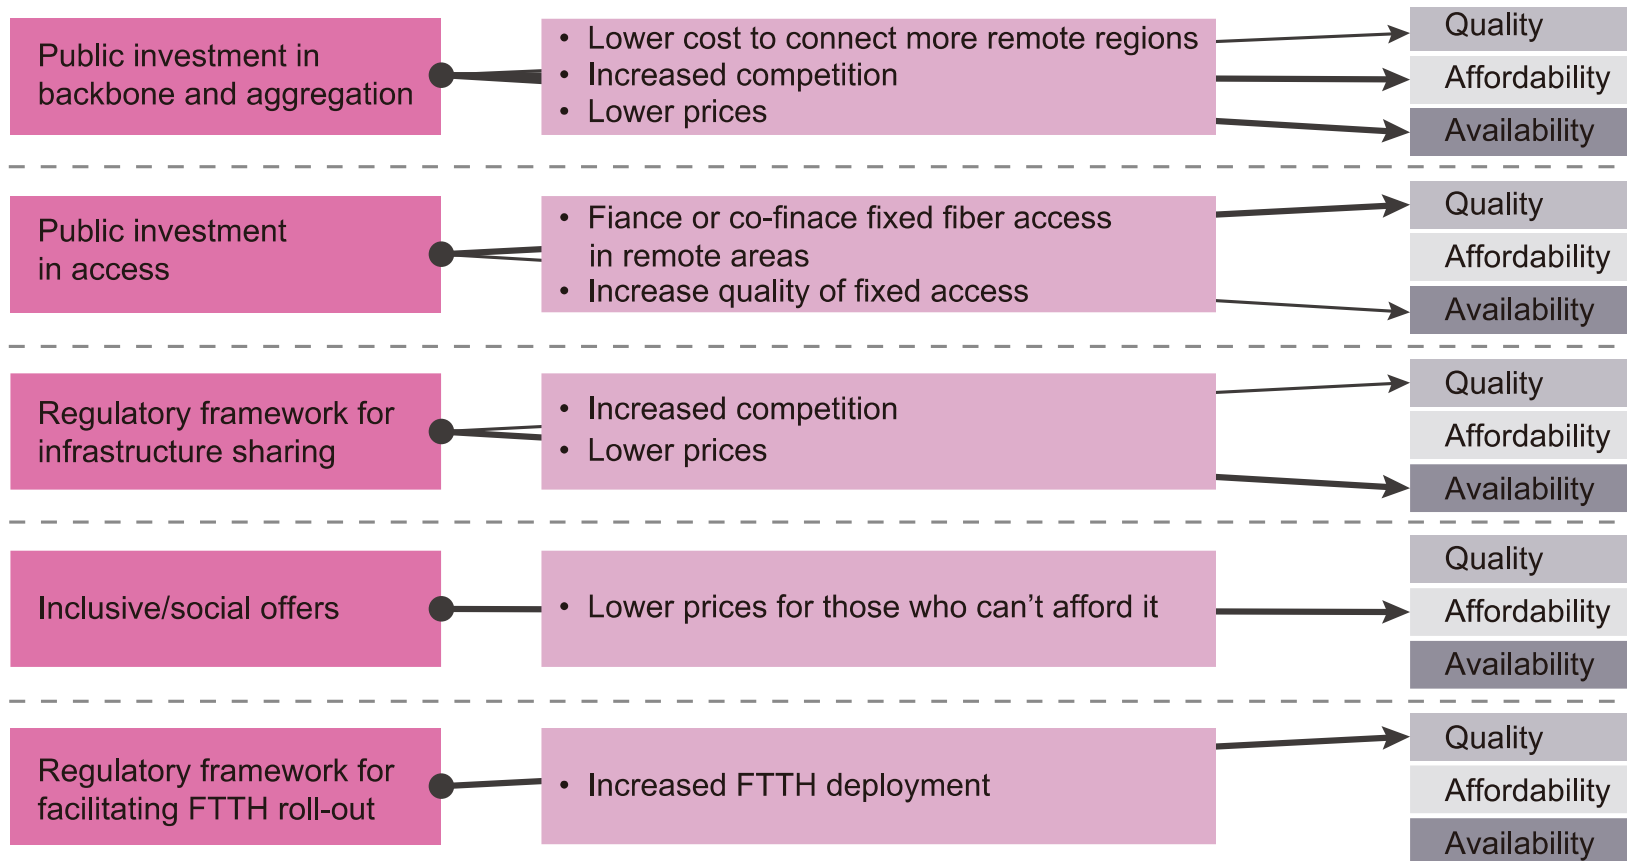 Public investment in
backbone and aggregation
• Lower cost to connect more remote regions
• Increased competition
• Lower prices
Quality
Affordability
Availability
Public investment
in access
• Fiance or co-finace fixed fiber access
in remote areas
• Increase quality of fixed access
Quality
Affordability
Availability
Regulatory framework for
infrastructure sharing
• Increased competition
• Lower prices
Quality
Affordability
Availability
Inclusive/social offers
• Lower prices for those who can’t afford it
Quality
Affordability
Availability
Regulatory framework for
facilitating FTTH roll-out
• Increased FTTH deployment
Quality
Affordability
Availability